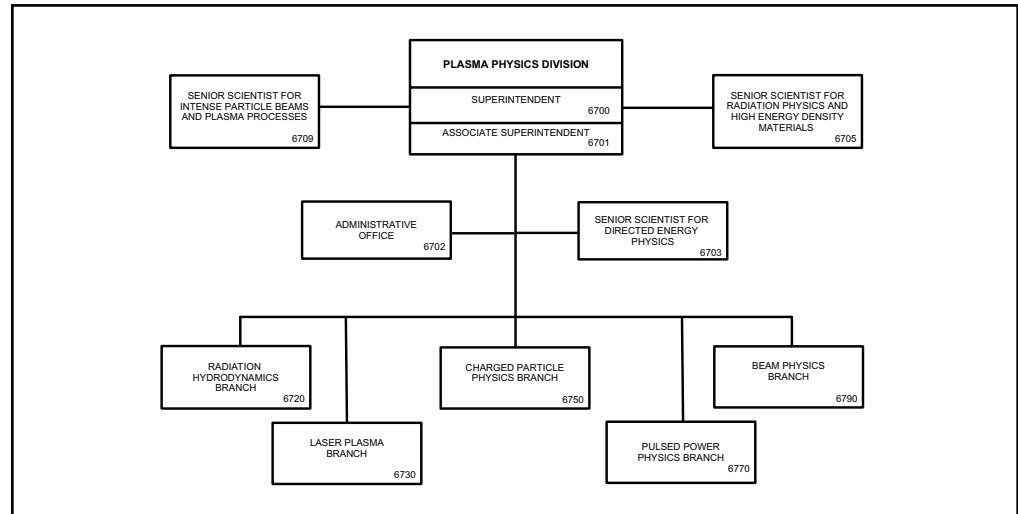 PLASMA PHYSICS DIVISION
SUPERINTENDENT
6700
ASSOCIATE SUPERINTENDENT
6701
SENIOR SCIENTIST FOR
INTENSE PARTICLE BEAMS
AND PLASMA PROCESSES
6709
SENIOR SCIENTIST FOR
RADIATION PHYSICS AND
HIGH ENERGY DENSITY
MATERIALS
6705
ADMINISTRATIVE
OFFICE
6702
SENIOR SCIENTIST FOR
DIRECTED ENERGY
PHYSICS
6703
RADIATION
HYDRODYNAMICS
BRANCH
6720
LASER PLASMA
BRANCH
6730
CHARGED PARTICLE
PHYSICS BRANCH
6750
PULSED POWER
PHYSICS BRANCH
6770
BEAM PHYSICS
BRANCH
6790